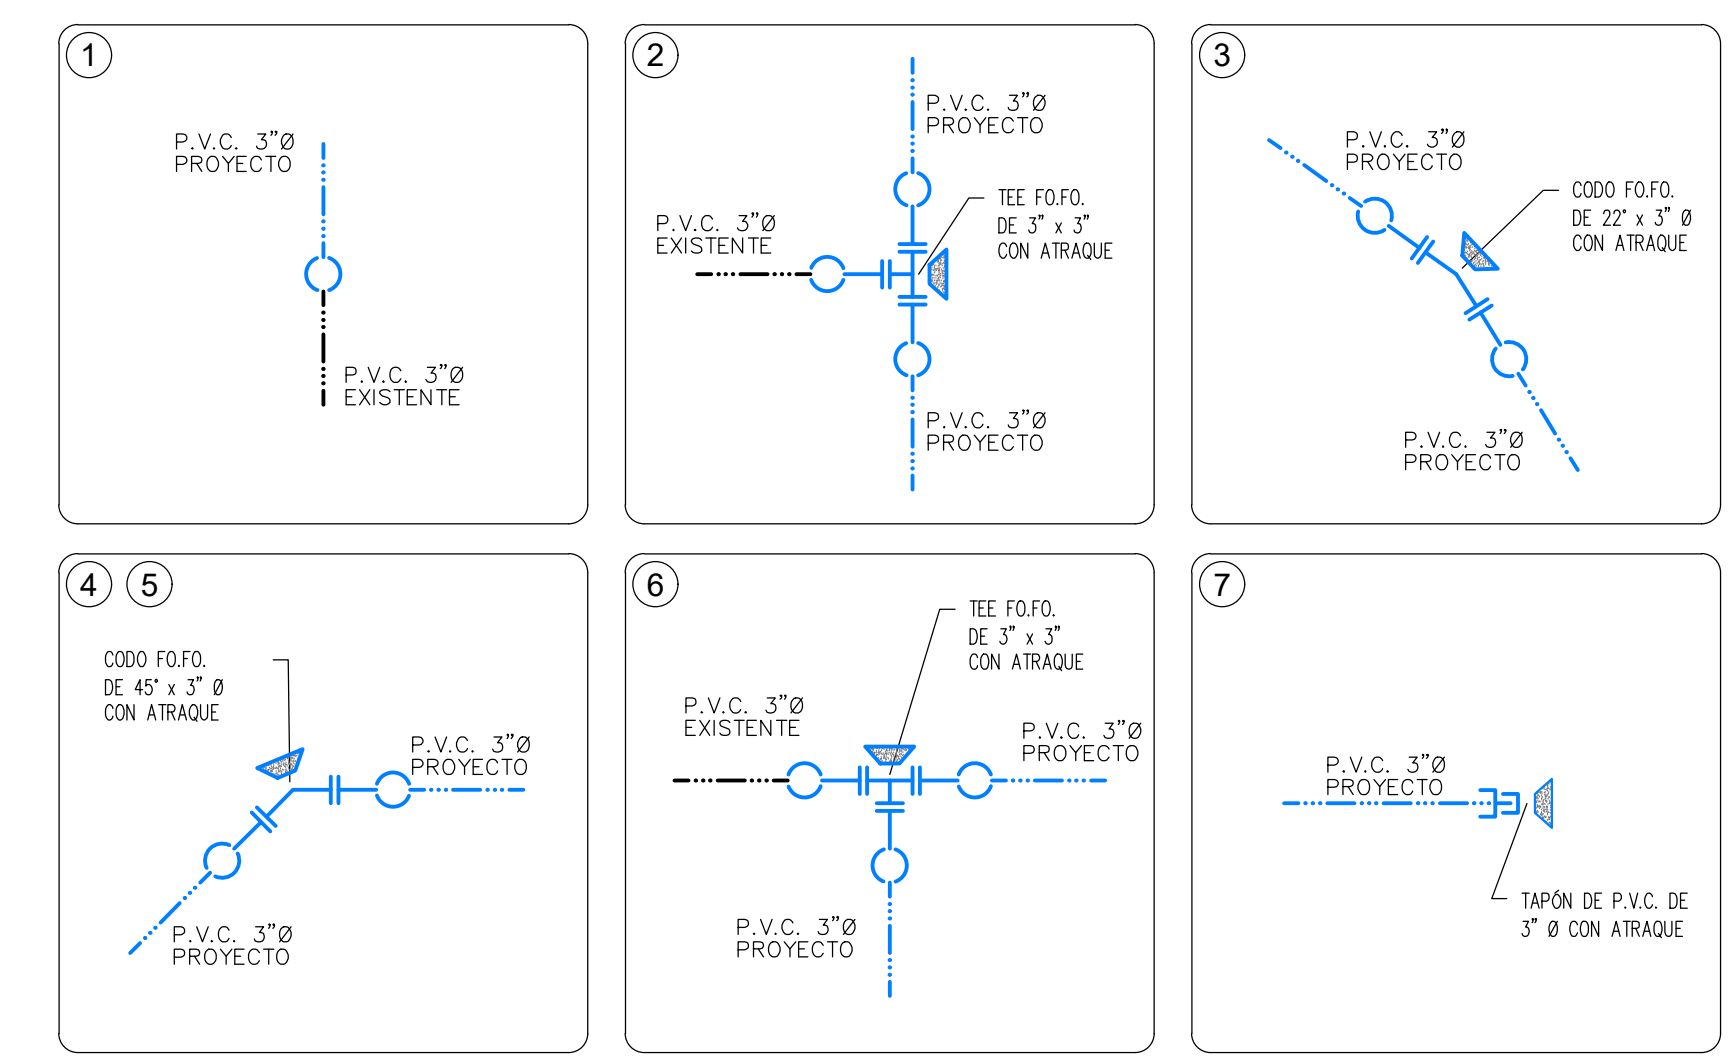 1
P.V.C. 3"Ø
PROYECTO
P.V.C. 3"Ø
EXISTENTE
2
P.V.C. 3"Ø
PROYECTO
TEE FO.FO.
DE 3" x 3"
CON ATRAQUE
P.V.C. 3"Ø
EXISTENTE
P.V.C. 3"Ø
PROYECTO
3
P.V.C. 3"Ø
PROYECTO
CODO FO.FO.
DE 22° x 3" Ø
CON ATRAQUE
P.V.C. 3"Ø
PROYECTO
4 5
CODO FO.FO.
DE 45° x 3" Ø
CON ATRAQUE
P.V.C. 3"Ø
PROYECTO
P.V.C. 3"Ø
PROYECTO
6
TEE FO.FO.
DE 3" x 3"
CON ATRAQUE
P.V.C. 3"Ø
EXISTENTE
P.V.C. 3"Ø
PROYECTO
P.V.C. 3"Ø
PROYECTO
7
P.V.C. 3"Ø
PROYECTO
TAPÓN DE P.V.C. DE
3" Ø CON ATRAQUE